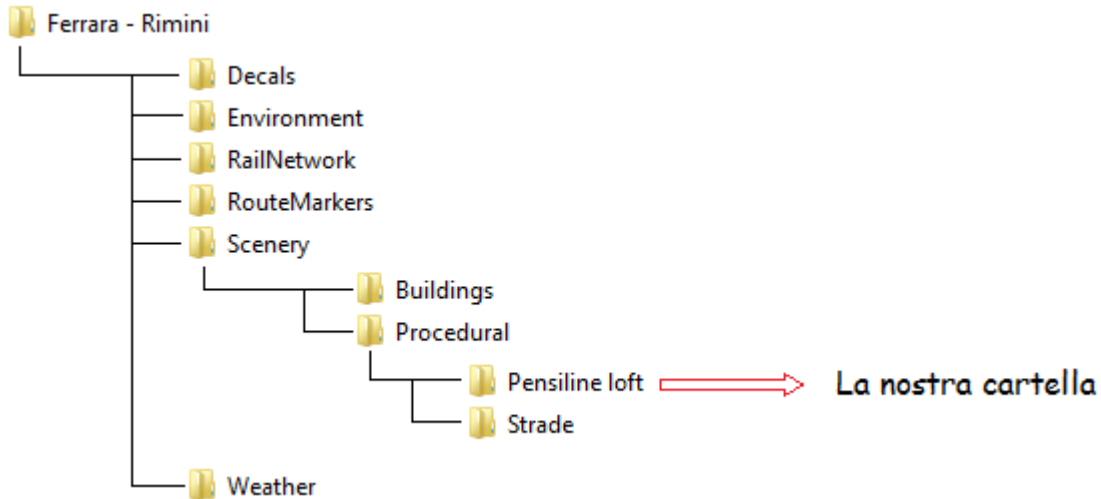 Ferrara - Rimini
Decals
Environment
RailNetwork
RouteMarkers
Scenery
Buildings
Procedural
Pensiline loft La nostra cartella
Strade
Weather